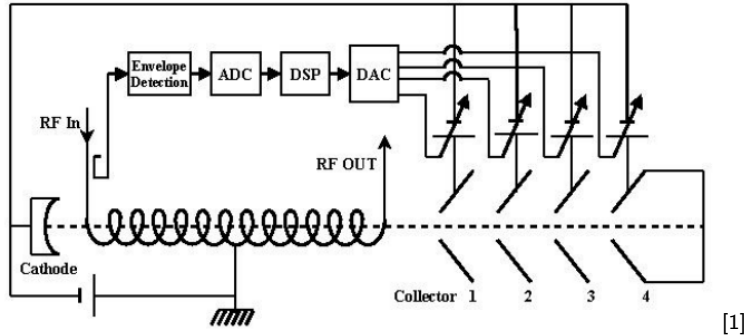 Envelope
Detection
ADC
DSP
DAC
RF In
RF OUT
Cathode
Collector 1 2 3 4
[1]